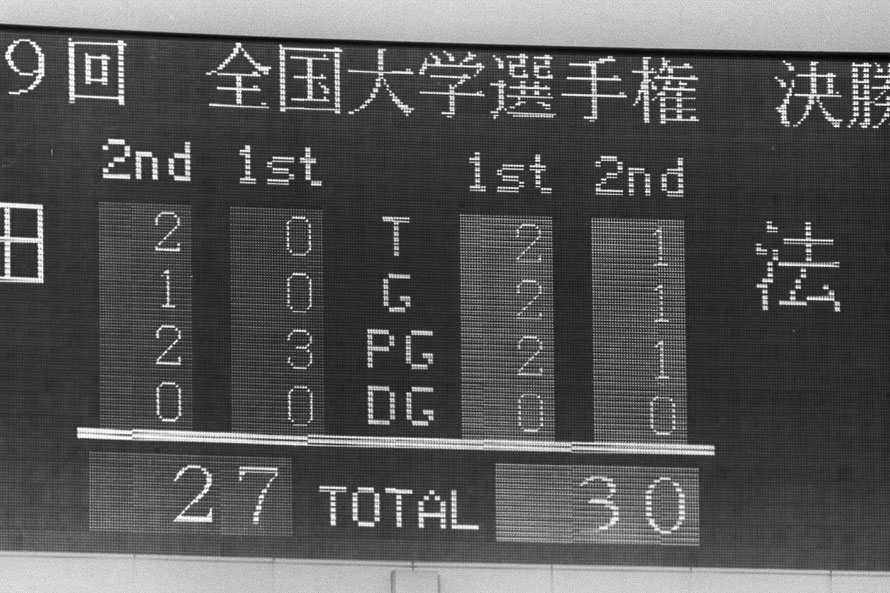 9回 全国大学選手権 決勝
2nd 1st 1st 2nd
田 2 0 T 2 1 法
1 0 G 2 1
2 3 PG 2 1
0 0 DG 0 0
27 TOTAL 30